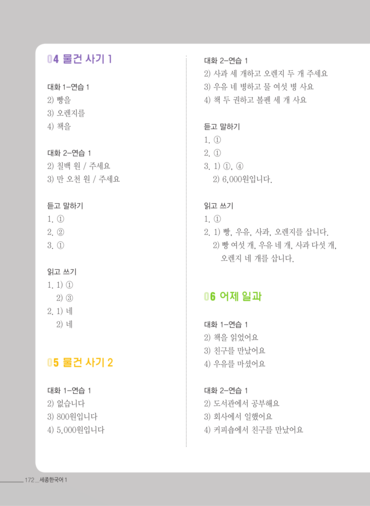 04 물건 사기 1
대화 1-연습 1
2) 빵을
3) 오렌지를
4) 책을
대화 2-연습 1
2) 칠백 원 / 주세요
3) 만 오천 원 / 주세요
듣고 말하기
1. ①
2. ②
3. ①
읽고 쓰기
1. 1) ①
2) ③
2. 1) 네
2) 네
05 물건 사기 2
대화 1-연습 1
2) 없습니다
3) 800원입니다
4) 5,000원입니다
대화 2-연습 1
2) 사과 세 개하고 오렌지 두 개 주세요
3) 우유 네 병하고 물 여섯 병 사요
4) 책 두 권하고 볼펜 세 개 사요
듣고 말하기
1. ①
2. ①
3. 1) ①, ④
2) 6,000원입니다.
읽고 쓰기
1. ①
2. 1) 빵, 우유, 사과, 오렌지를 삽니다.
2) 빵 여섯 개, 우유 네 개, 사과 다섯 개,
오렌지 네 개를 삽니다.
06 어제 일과
대화 1-연습 1
2) 책을 읽었어요
3) 친구를 만났어요
4) 우유를 마셨어요
대화 2-연습 1
2) 도서관에서 공부해요
3) 회사에서 일했어요
4) 커피숍에서 친구를 만났어요
172_ 세종한국어 1